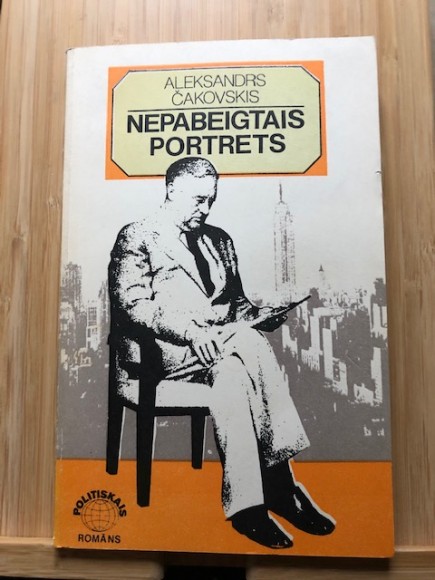 ALEKSANDRS
ČAKOVSKIS
NEPABEIGTAIS
PORTRETS
POLITISKAIS
ROMĀNS